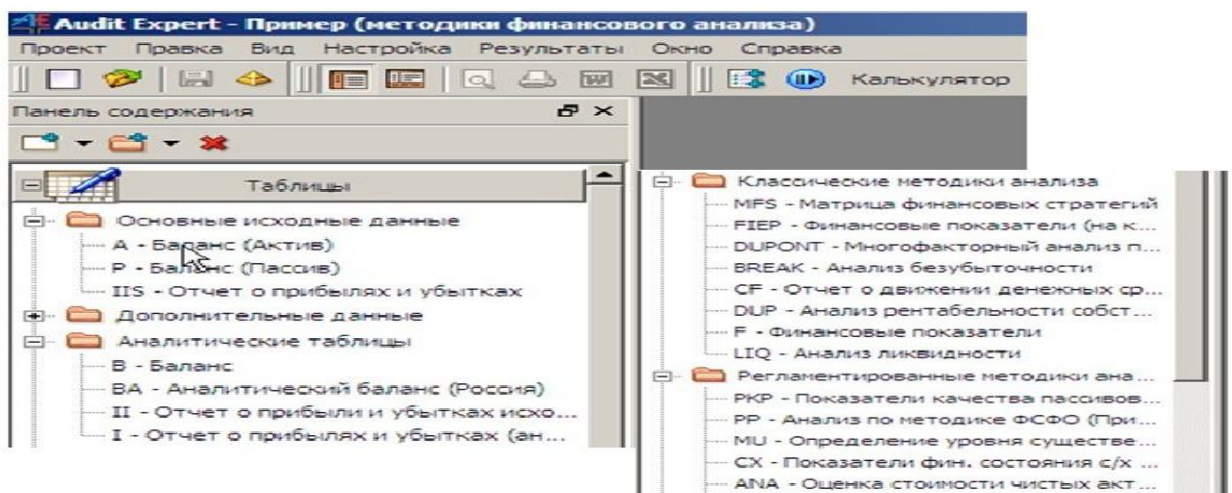 Audit Expert - Пример (методики финансового анализа)
Проект Правка Вид Настройка Результаты Окно Справка
Калькулятор
Панель содержания
Таблицы
Основные исходные данные
A - Баланс (Актив)
P - Баланс (Пассив)
IIS - Отчет о прибылях и убытках
Дополнительные данные
Аналитические таблицы
B - Баланс
BA - Аналитический баланс (Россия)
II - Отчет о прибыли и убытках исхо...
I - Отчет о прибылях и убытках (ан...
Классические методики анализа
MFS - Матрица финансовых стратегий
FIEP - Финансовые показатели (на к...
DUPONT - Многофакторный анализ п...
BREAK - Анализ безубыточности
CF - Отчет о движении денежных ср...
DUP - Анализ рентабельности собст...
F - Финансовые показатели
LIQ - Анализ ликвидности
Регламентированные методики ана...
PKP - Показатели качества пассивов...
PP - Анализ по методике ФСФО (При...
MU - Определение уровня существе...
CX - Показатели фин. состояния с/х ...
ANA - Оценка стоимости чистых акт...